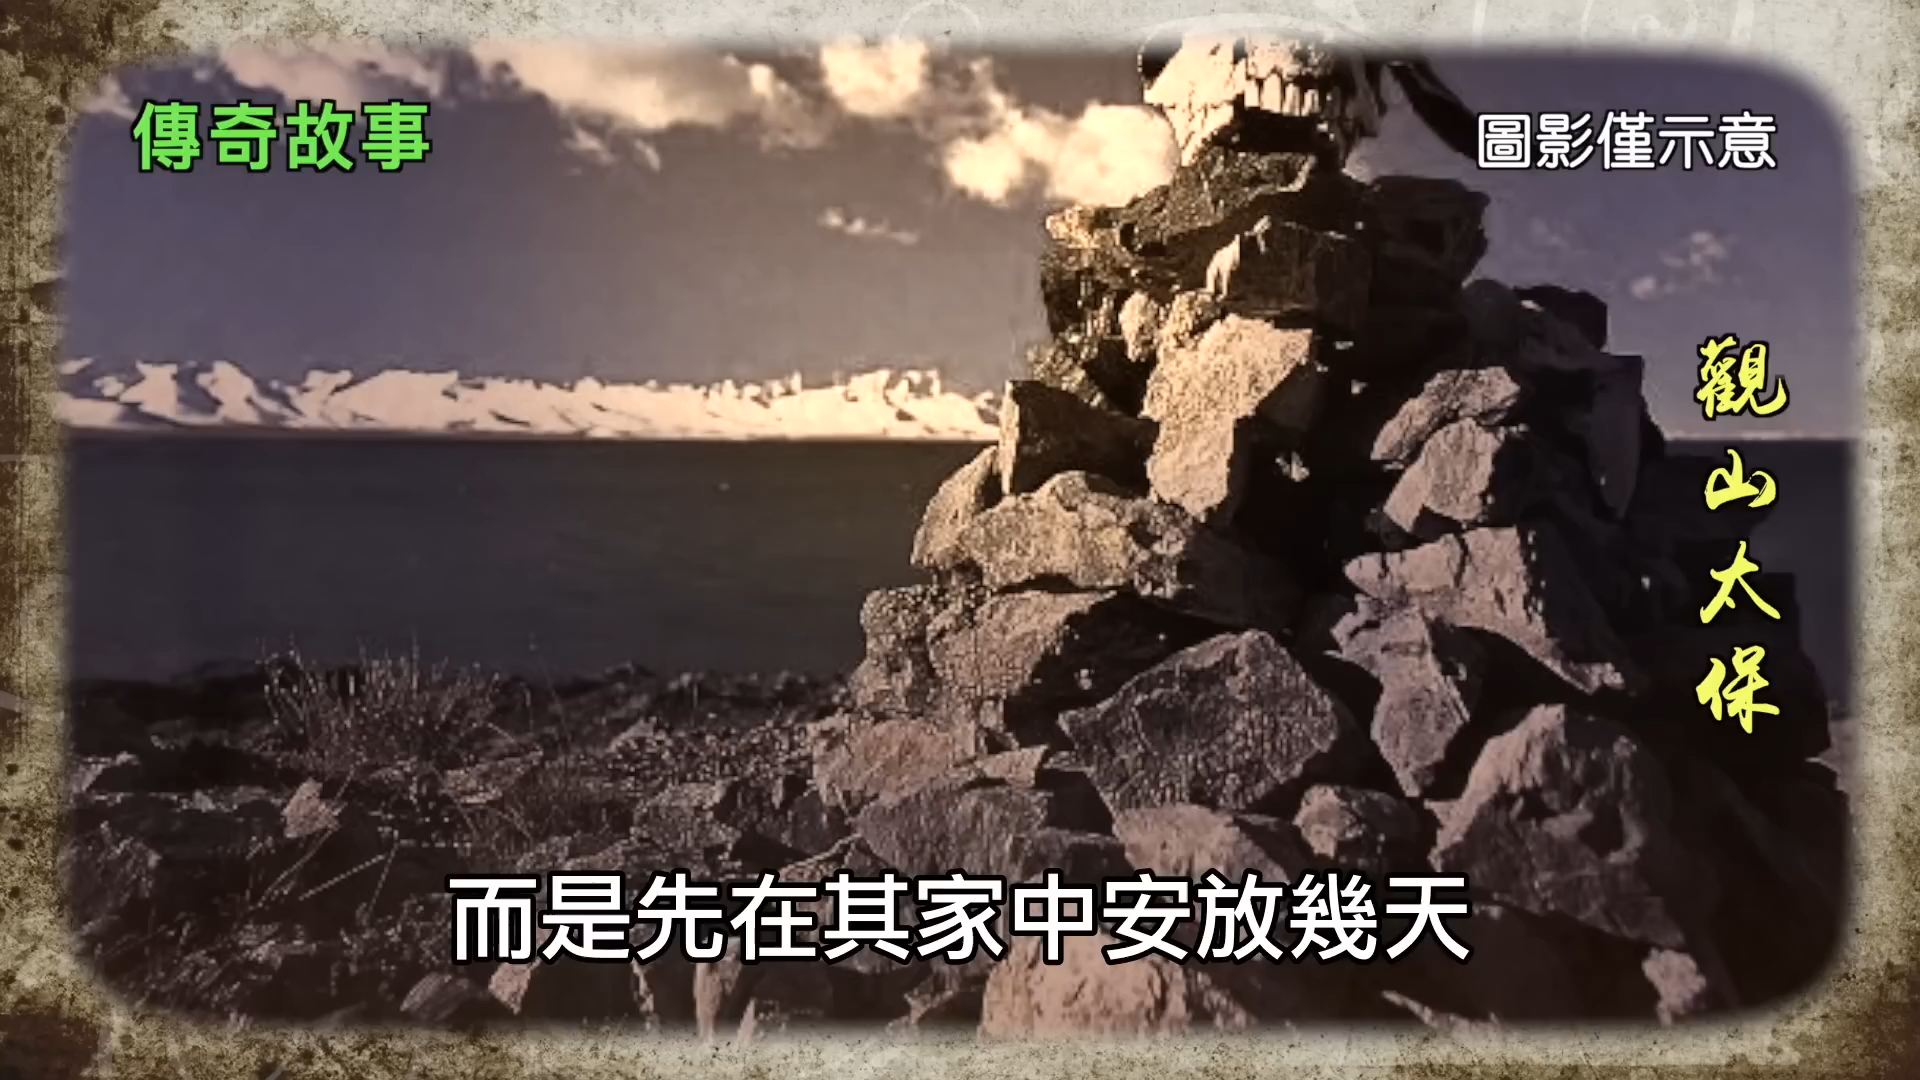 傳奇故事
圖影僅示意
觀山太保
而是先在其家中安放幾天